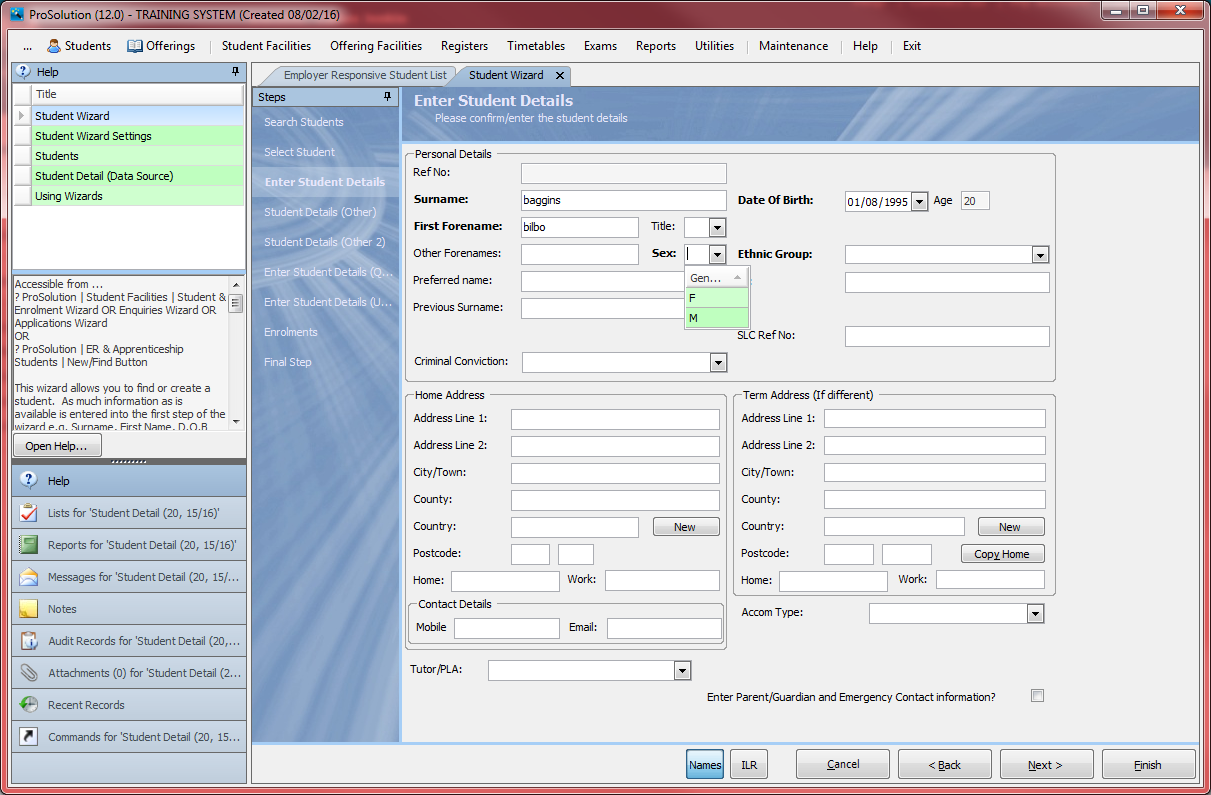 ProSolution (12.0) - TRAINING SYSTEM (Created 08/02/16)
... Students Offerings Student Facilities Offering Facilities Registers Timetables Exams Reports Utilities Maintenance Help Exit
Help
Title
Student Wizard
Student Wizard Settings
Students
Student Detail (Data Source)
Using Wizards
Accessible from ...
? ProSolution | Student Facilities | Student &
Enrolment Wizard OR Enquiries Wizard OR
Applications Wizard
OR
? ProSolution | ER & Apprenticeship
Students | New/Find Button
This wizard allows you to find or create a
student. As much information as is
available is entered into the first step of the
wizard e.g. Surname, First Name, D.O.B
Open Help...
Help
Lists for 'Student Detail (20, 15/16)'
Reports for 'Student Detail (20, 15/16)'
Messages for 'Student Detail (20, 15/...
Notes
Audit Records for 'Student Detail (20,...
Attachments (0) for 'Student Detail (2...
Recent Records
Commands for 'Student Detail (20, 15...
Employer Responsive Student List Student Wizard X
Steps
Search Students
Select Student
Enter Student Details
Student Details (Other)
Student Details (Other 2)
Enter Student Details (Q...
Enter Student Details (U...
Enrolments
Final Step
Enter Student Details
Please confirm/enter the student details
Personal Details
Ref No:
Surname: baggins Date Of Birth: 01/08/1995 Age 20
First Forename: bilbo Title:
Other Forenames: Sex: Ethnic Group:
Preferred name: Gen...
F
Previous Surname: M
SLC Ref No:
Criminal Conviction:
Home Address
Address Line 1:
Address Line 2:
City/Town:
County:
Country: New
Postcode:
Home: Work:
Contact Details
Mobile Email:
Tutor/PLA:
Term Address (If different)
Address Line 1:
Address Line 2:
City/Town:
County:
Country: New
Postcode: Copy Home
Home: Work:
Accom Type:
Enter Parent/Guardian and Emergency Contact information?
Names ILR Cancel < Back Next > Finish